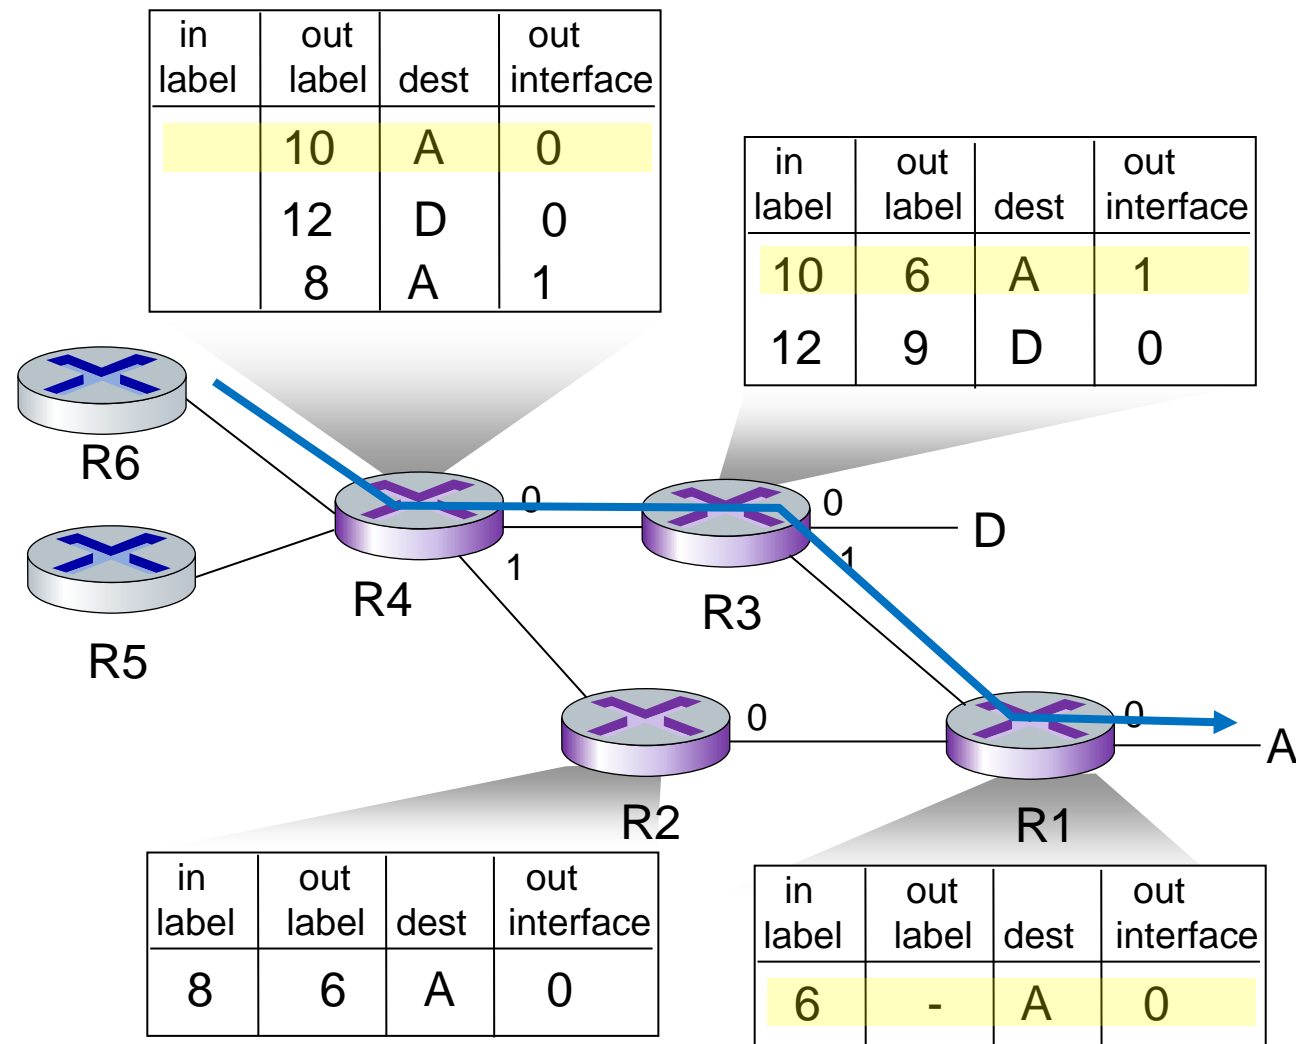 in out out
label label dest interface
10 A 0
12 D 0
8 A 1
in out out
label label dest interface
10 6 A 1
12 9 D 0
R6
0
0
D
1
1
R4
R3
R5
0
0
A
R2
R1
in out out
label label dest interface
8 6 A 0
in out out
label label dest interface
6 - A 0